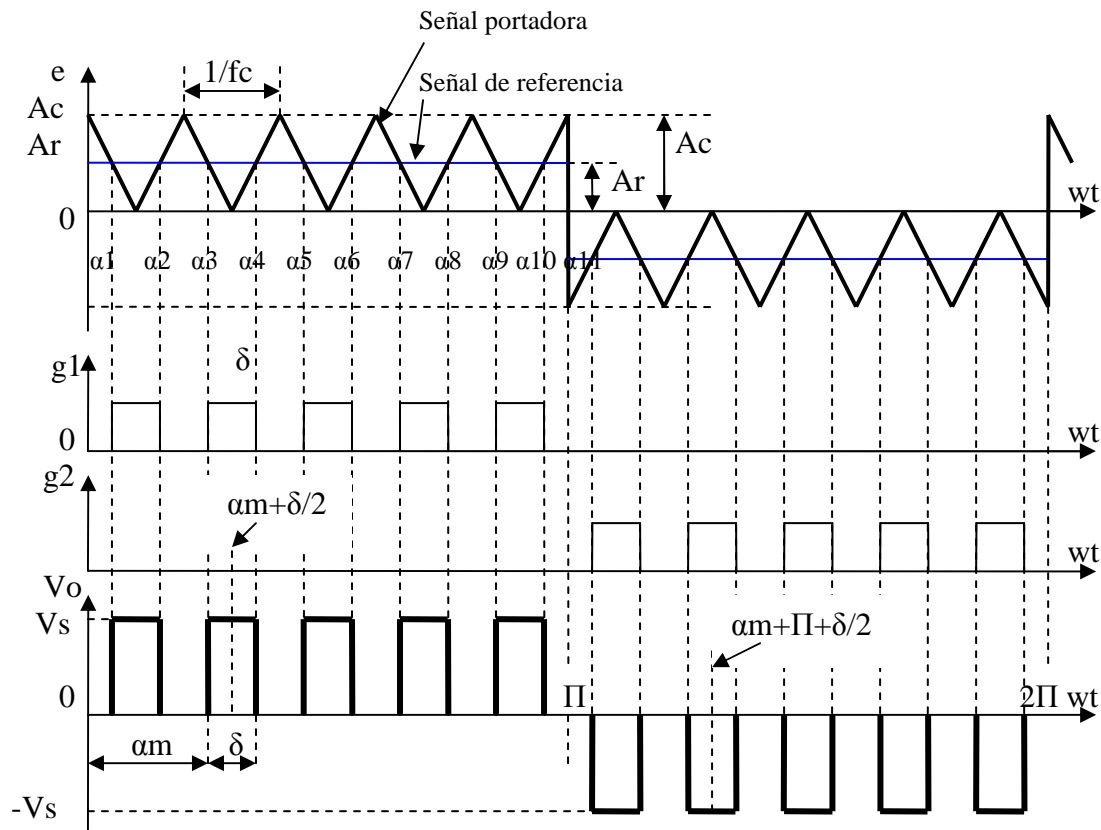 Señal portadora
e
1/fc
Señal de referencia
Ac
Ar
Ac
Ar
wt
0
α1 α2 α3 α4 α5 α6 α7 α8 α9 α10 α11
δ
g1
0
wt
g2
αm+δ/2
wt
Vo
Vs
αm+Π+δ/2
0
Π
2Π wt
αm
δ
-Vs